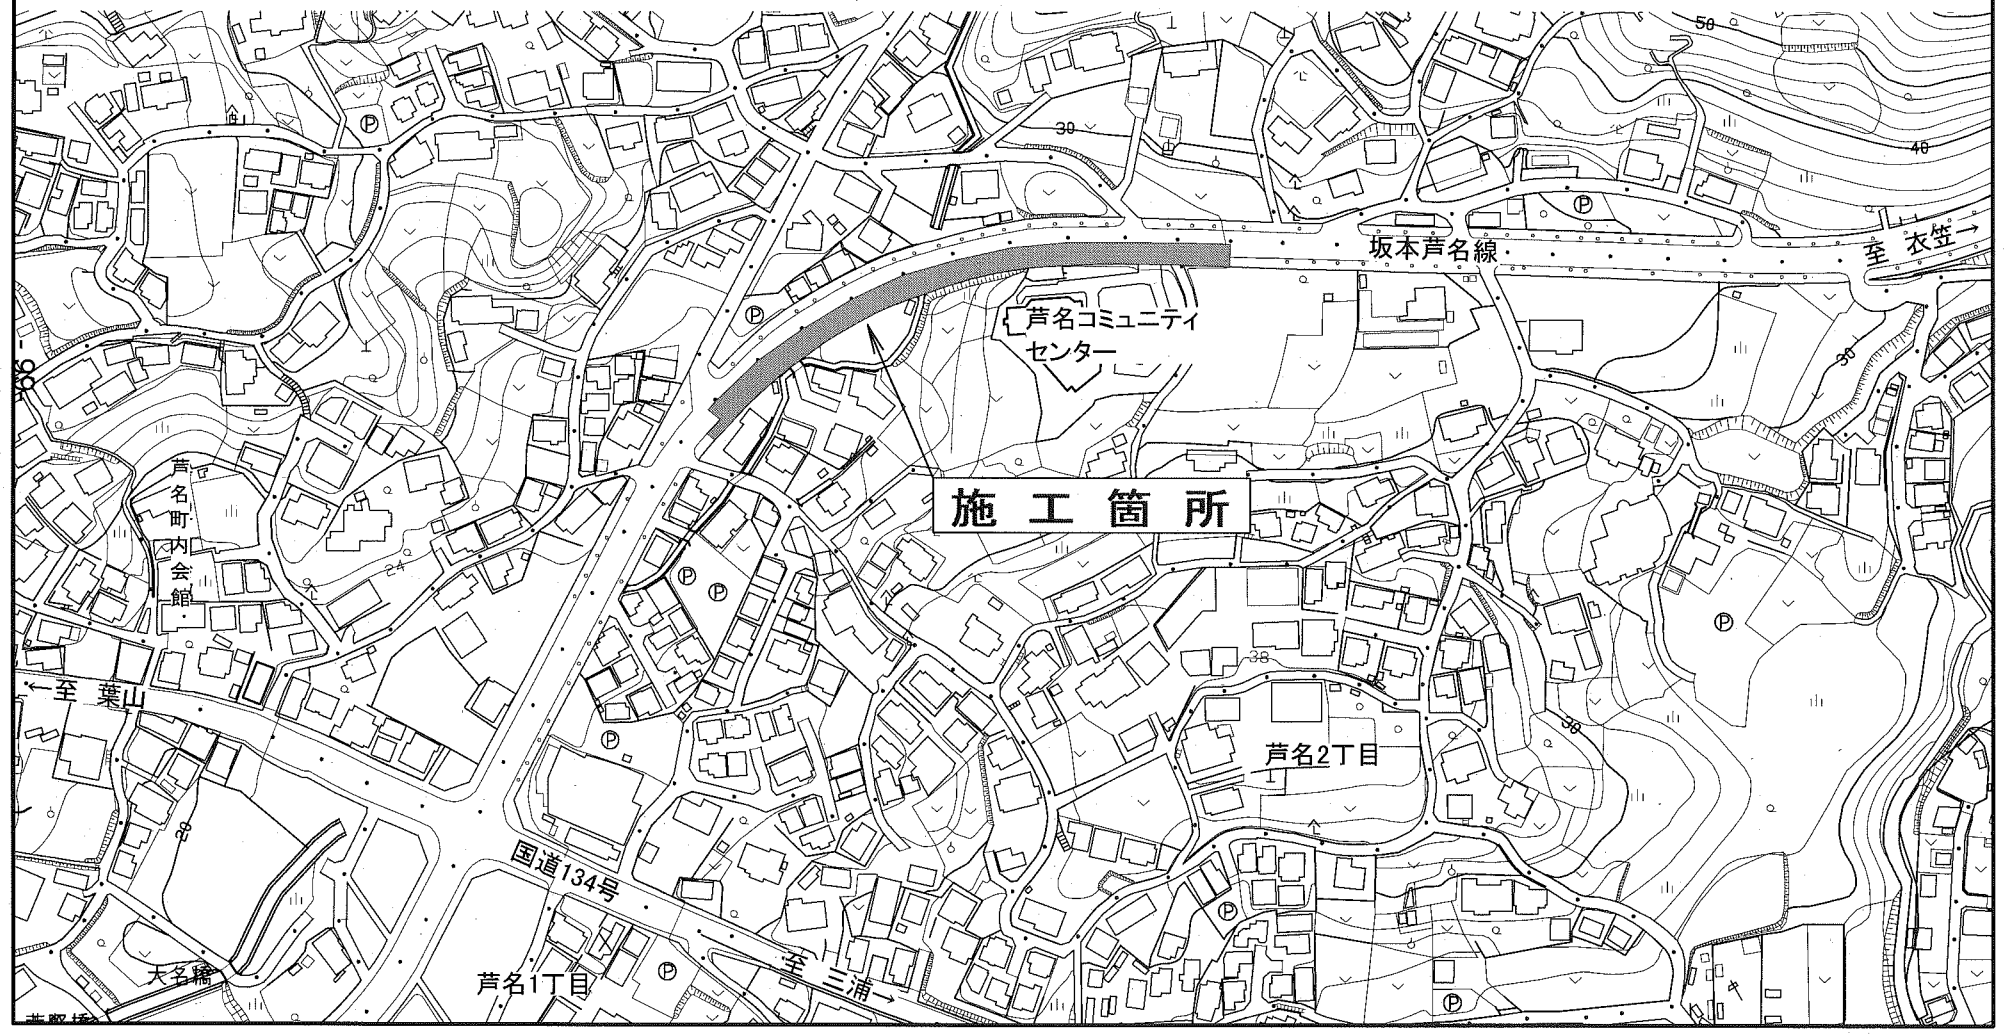 50
30
40
坂本芦名線
至 衣笠→
芦名コミュニティ
センター
30
芦名町内会館
施工箇所
24
←至 葉山
38
30
芦名2丁目
20
国道134号
至 三浦→
芦名1丁目
大名橋
Ⓟ
Ⓟ
Ⓟ
Ⓟ
Ⓟ
Ⓟ
Ⓟ
Ⓟ
Ⓟ
Ⓟ